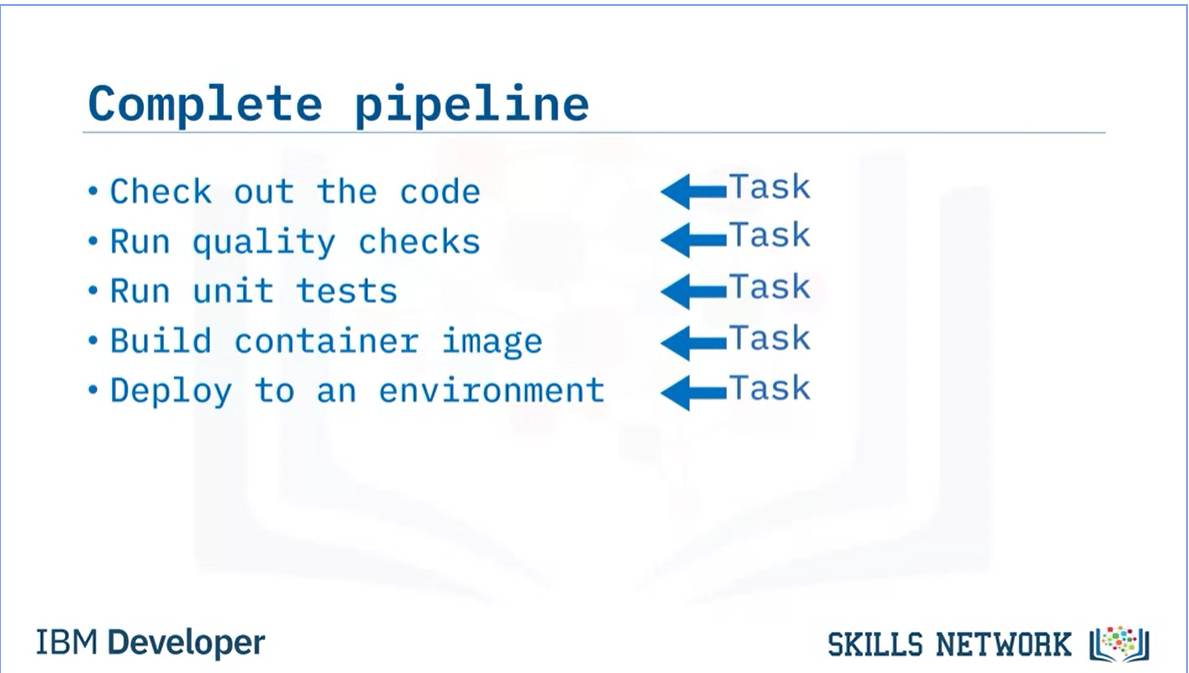 Complete pipeline
• Check out the code Task
• Run quality checks Task
• Run unit tests Task
• Build container image Task
• Deploy to an environment Task
IBM Developer
SKILLS NETWORK